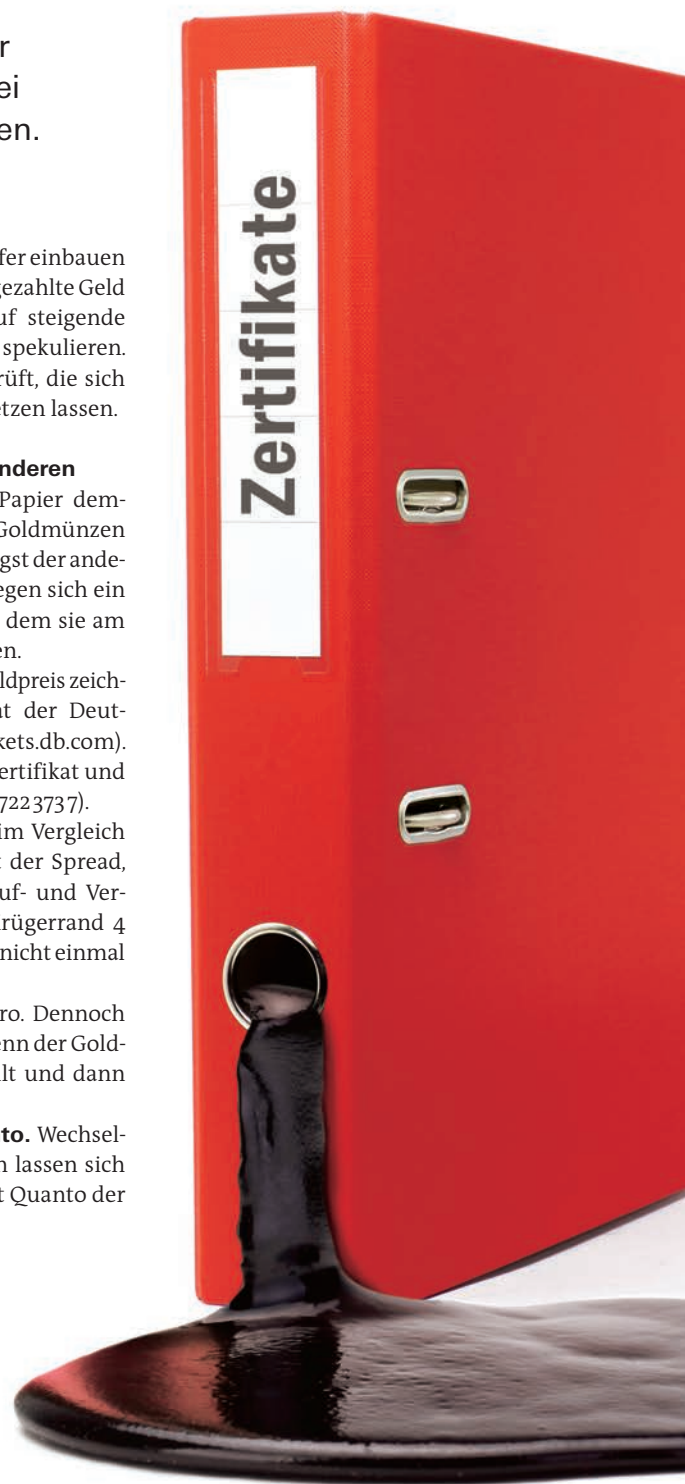 r
ei
en.
fer einbauen
gezahlte Geld
uf steigende
spekulieren.
rüft, die sich
etzen lassen.
nderen
Papier dem-
Goldmünzen
gst der ande-
egen sich ein
dem sie am
en.
ldpreis zeich-
at der Deut-
kets.db.com).
ertifikat und
7223737).
im Vergleich
t der Spread,
uf- und Ver-
rügerrand 4
nicht einmal
ro. Dennoch
enn der Gold-
lt und dann
to. Wechsel-
n lassen sich
t Quanto der
Zertifikate